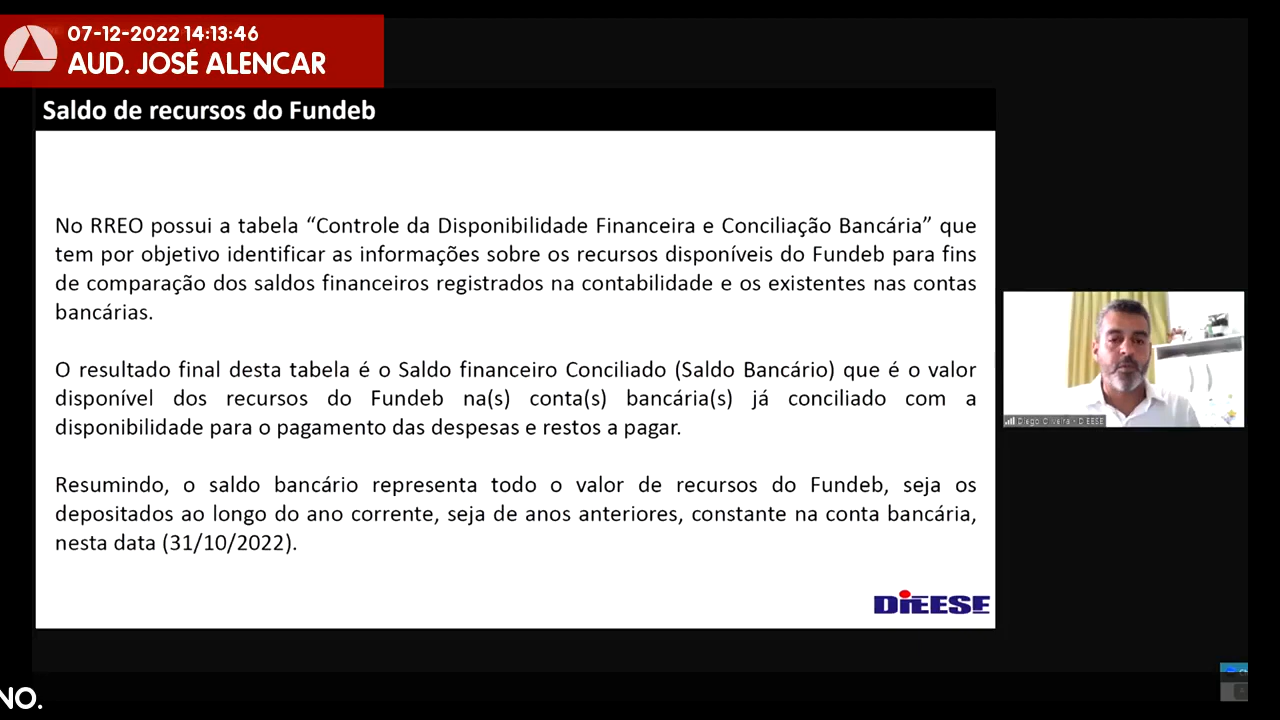 07-12-2022 14:13:46
AUD. JOSÉ ALENCAR
Saldo de recursos do Fundeb
No RREO possui a tabela “Controle da Disponibilidade Financeira e Conciliação Bancária” que
tem por objetivo identificar as informações sobre os recursos disponíveis do Fundeb para fins
de comparação dos saldos financeiros registrados na contabilidade e os existentes nas contas
bancárias.
O resultado final desta tabela é o Saldo financeiro Conciliado (Saldo Bancário) que é o valor
disponível dos recursos do Fundeb na(s) conta(s) bancária(s) já conciliado com a
disponibilidade para o pagamento das despesas e restos a pagar.
Resumindo, o saldo bancário representa todo o valor de recursos do Fundeb, seja os
depositados ao longo do ano corrente, seja de anos anteriores, constante na conta bancária,
nesta data (31/10/2022).
DIEESE
Diego Oliveira - DIEESE
NO.